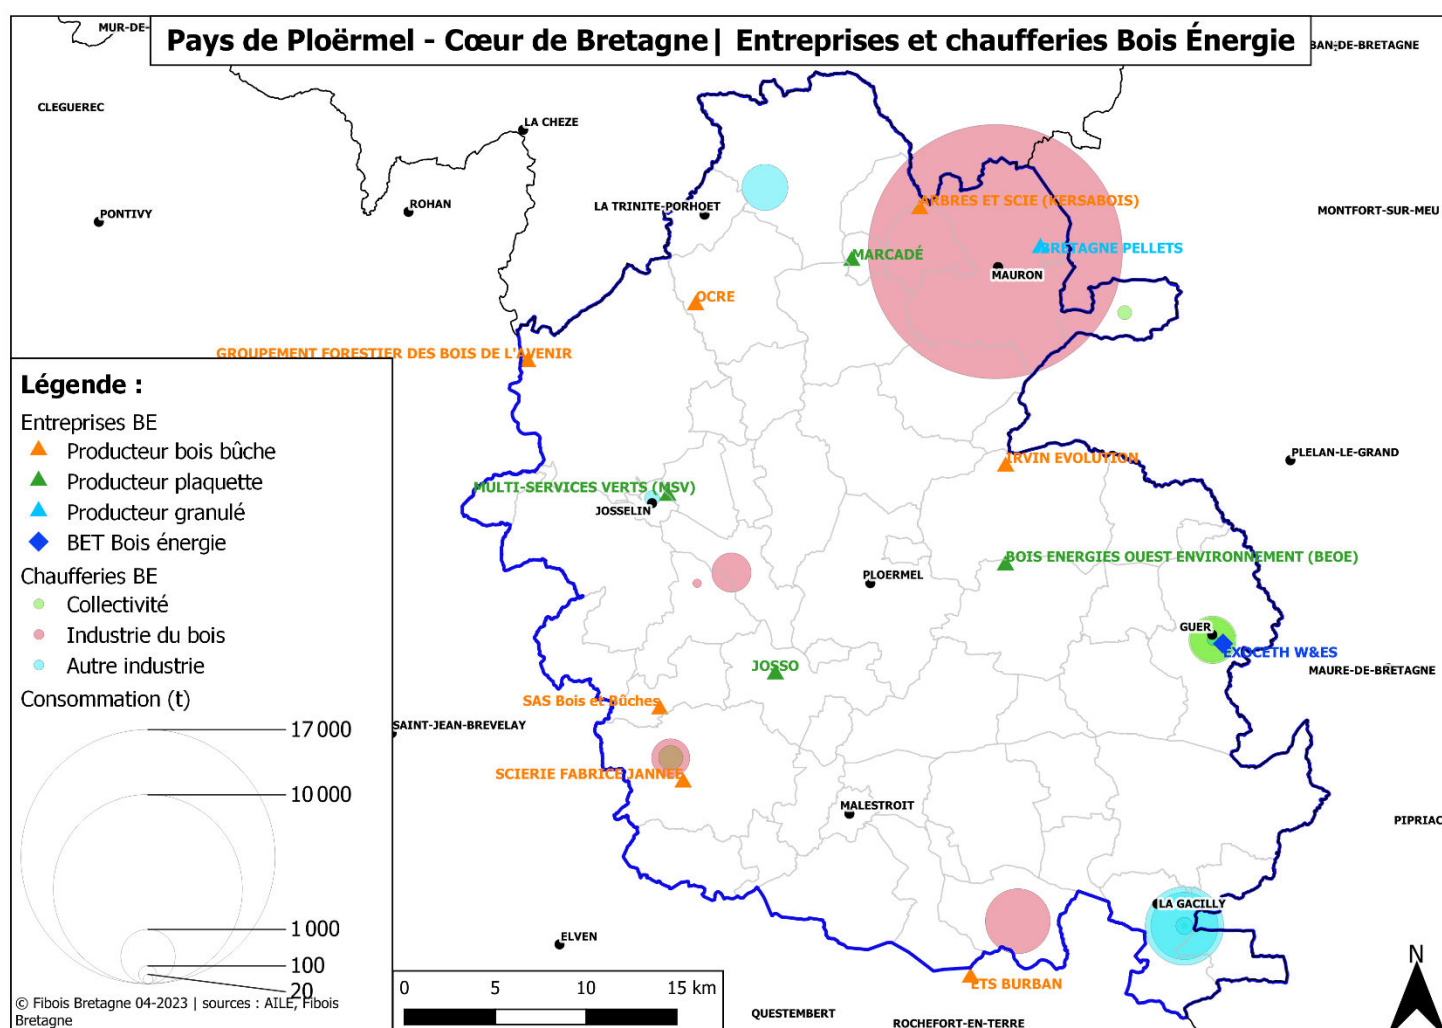 MUR-DE-
Pays de Ploërmel - Cœur de Bretagne| Entreprises et chaufferies Bois Énergie
BAN-DE-BRETAGNE
CLEGUEREC
LA CHEZE
ROHAN
LA TRINITE-PORHOET
ARBRES ET SCIE (KERSABOIS)
MONTFORT-SUR-MEU
PONTIVY
MARCADÉ
BRETAGNE PELLETS
MAURON
OCRE
GROUPEMENT FORESTIER DES BOIS DE L'AVENIR
Légende :
Entreprises BE
Producteur bois bûche
Producteur plaquette
Producteur granulé
BET Bois énergie
Chaufferies BE
Collectivité
Industrie du bois
Autre industrie
Consommation (t)
17 000
10 000
1 000
100
20
© Fibois Bretagne 04-2023 | sources : AILE, Fibois
Bretagne
IRVIN EVOLUTION
PLELAN-LE-GRAND
MULTI-SERVICES VERTS (MSV)
JOSSELIN
BOIS ENERGIES OUEST ENVIRONNEMENT (BEOE)
PLOERMEL
GUER
EXOCETH W&ES
MAURE-DE-BRETAGNE
JOSSO
SAS Bois et Bûches
SAINT-JEAN-BREVELAY
SCIERIE FABRICE JANNEE
MALESTROIT
PIPRIAC
LA GACILLY
ELVEN
ETS BURBAN
N
0 5 10 15 km
QUESTEMBERT
ROCHEFORT-EN-TERRE